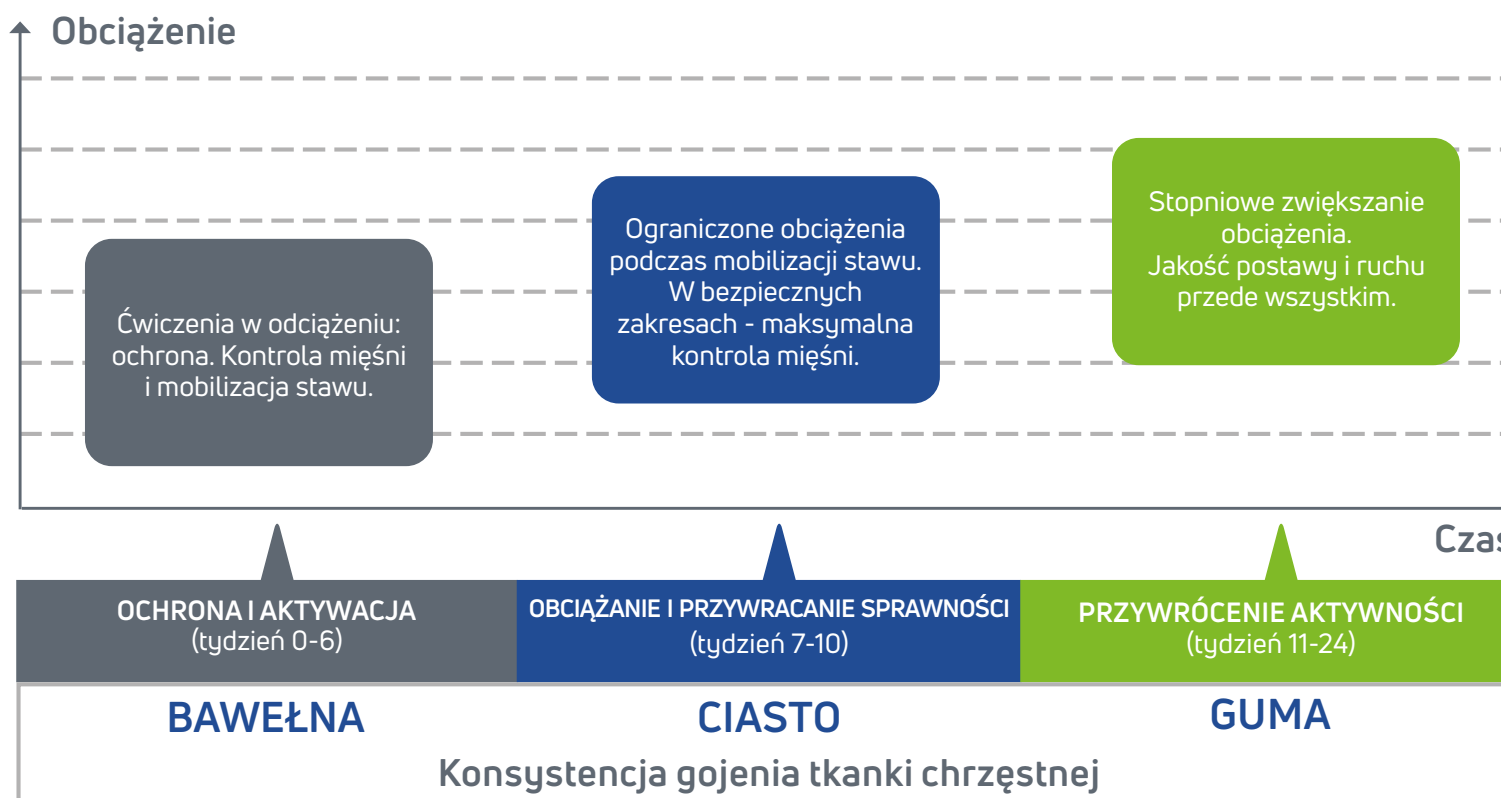 Obciążenie
Ćwiczenia w odciążeniu:
ochrona. Kontrola mięśni
i mobilizacja stawu.
Ograniczone obciążenia
podczas mobilizacji stawu.
W bezpiecznych
zakresach - maksymalna
kontrola mięśni.
Stopniowe zwiększanie
obciążenia.
Jakość postawy i ruchu
przede wszystkim.
Czas
OCHRONA I AKTYWACJA
(tydzień 0-6)
OBCIĄŻANIE I PRZYWRACANIE SPRAWNOŚCI
(tydzień 7-10)
PRZYWRÓCENIE AKTYWNOŚCI
(tydzień 11-24)
BAWEŁNA
CIASTO
GUMA
Konsystencja gojenia tkanki chrzęstnej